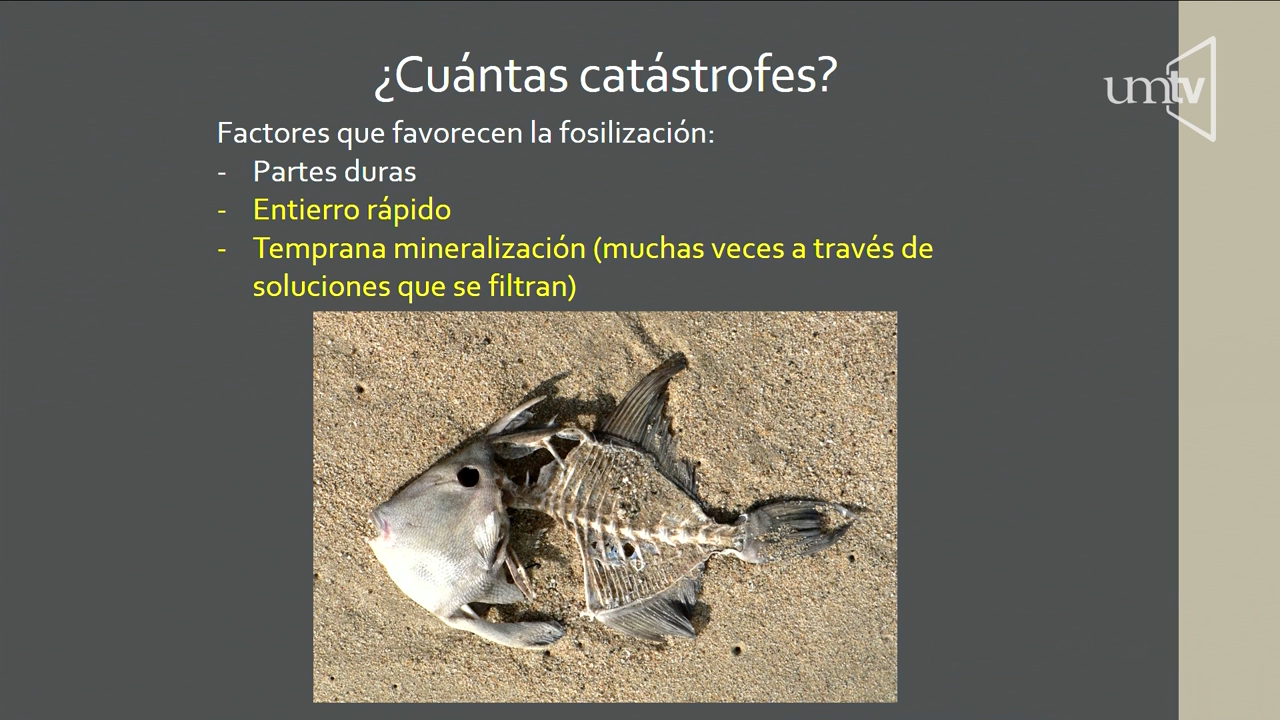 ¿Cuántas catástrofes?
umtv
Factores que favorecen la fosilización:
- Partes duras
- Entierro rápido
- Temprana mineralización (muchas veces a través de
soluciones que se filtran)